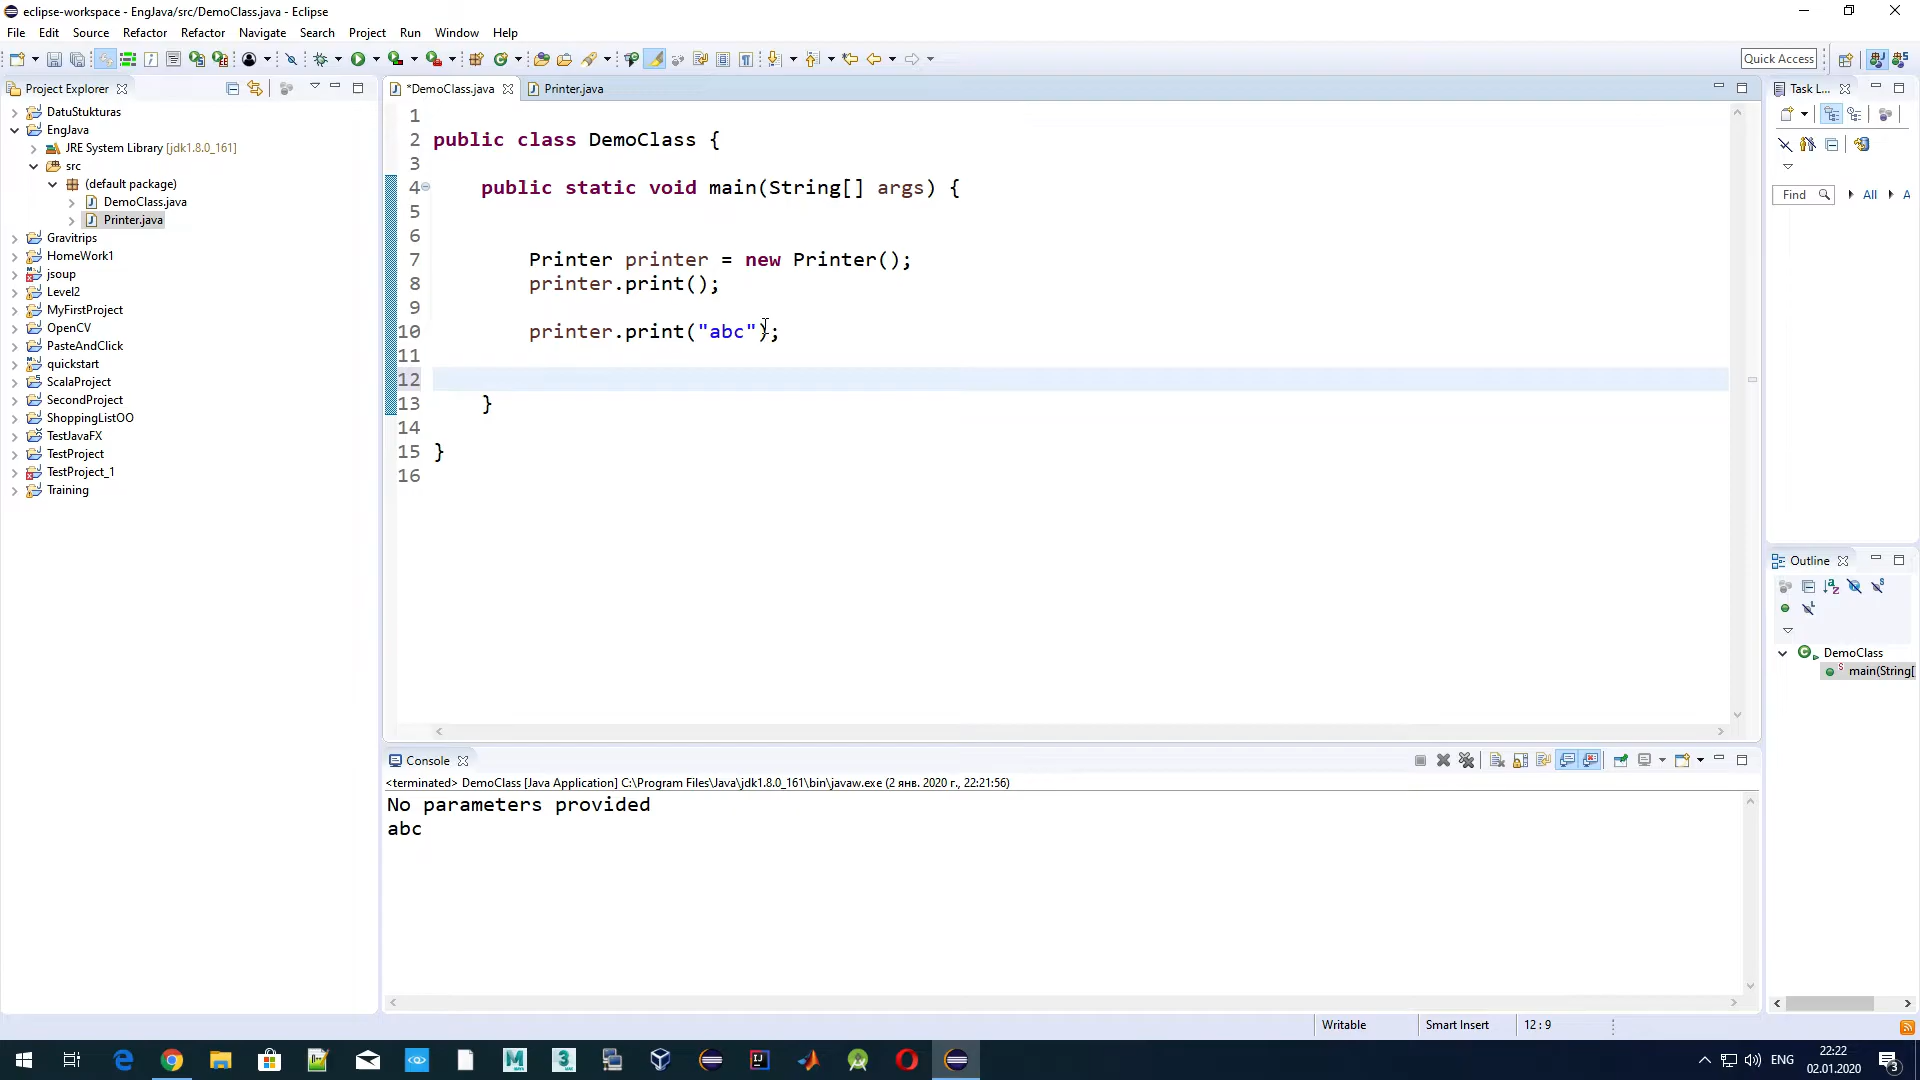 eclipse-workspace - EngJava/src/DemoClass.java - Eclipse
File Edit Source Refactor Refactor Navigate Search Project Run Window Help
Quick Access
Project Explorer
DatuStukturas
EngJava
JRE System Library [jdk1.8.0_161]
src
(default package)
DemoClass.java
Printer.java
Gravitrips
HomeWork1
jsoup
Level2
MyFirstProject
OpenCV
PasteAndClick
quickstart
ScalaProject
SecondProject
ShoppingListOO
TestJavaFX
TestProject
TestProject_1
Training
*DemoClass.java Printer.java
1
2 public class DemoClass {
3
4 public static void main(String[] args) {
5
6
7 Printer printer = new Printer();
8 printer.print();
9
10 printer.print("abc");
11
12
13 }
14
15 }
16
Task L...
Find All A
Outline
DemoClass
main(String[
Console
<terminated> DemoClass [Java Application] C:\Program Files\Java\jdk1.8.0_161\bin\javaw.exe (2 янв. 2020 г., 22:21:56)
No parameters provided
abc
Writable Smart Insert 12 : 9
ENG
22:22
02.01.2020
3